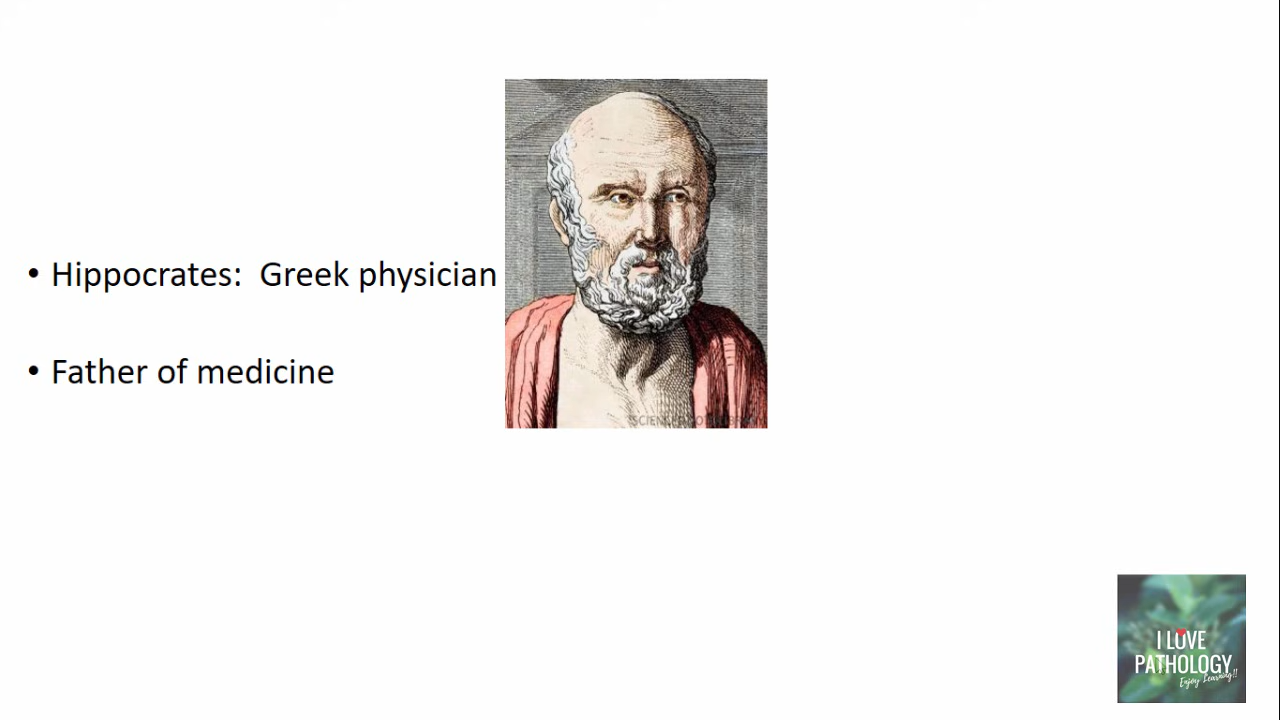 • Hippocrates:  Greek physician
• Father of medicine
I LOVE
PATHOLOGY
Enjoy Learning!!